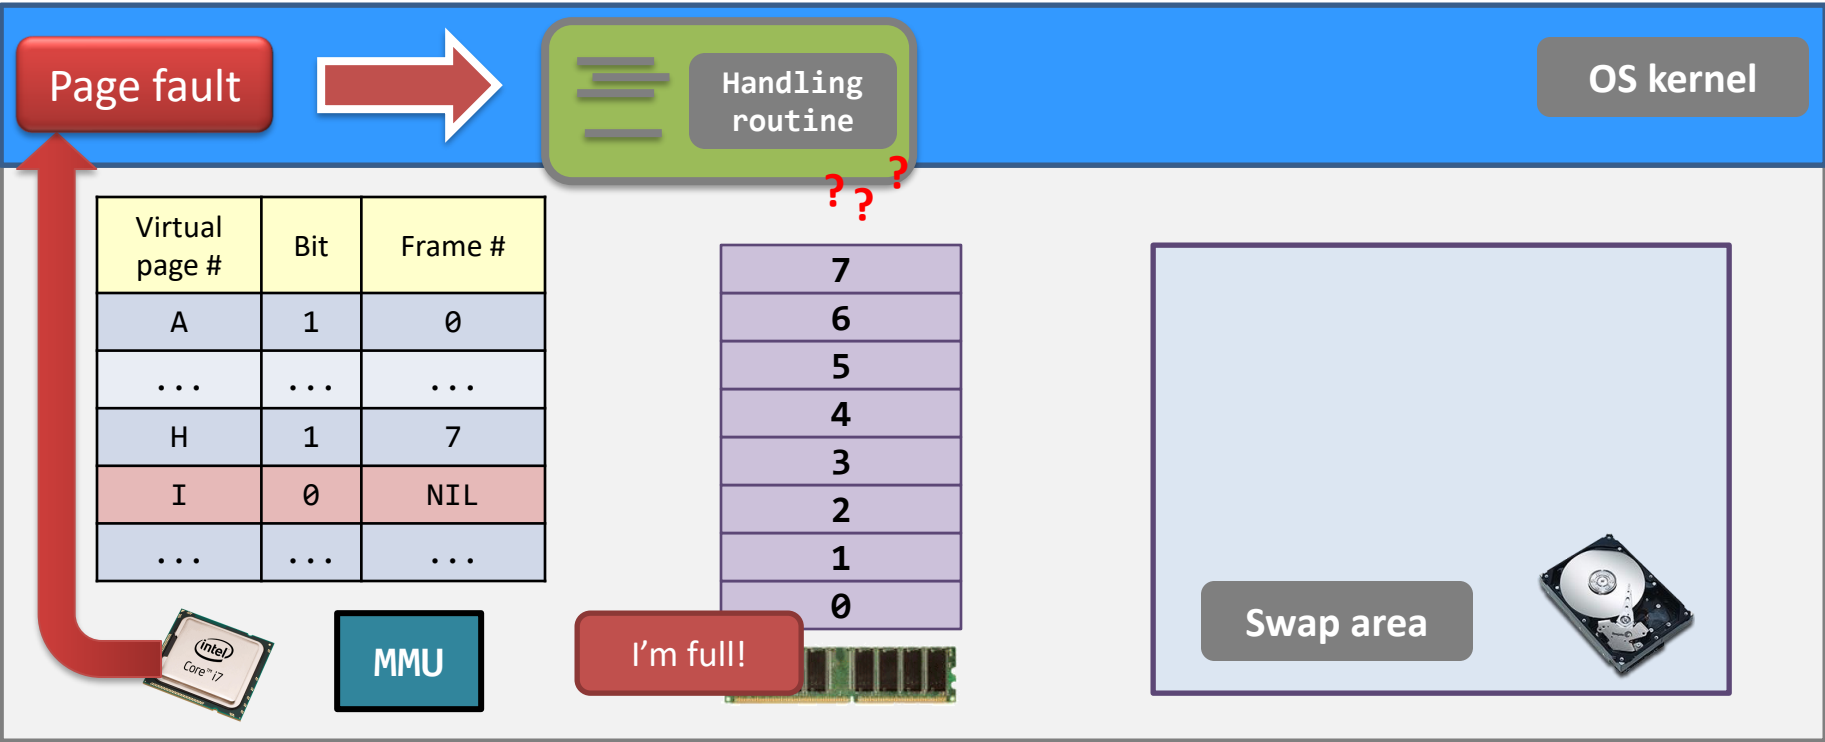 Page fault
Handling
routine
OS kernel
? ? ?
Virtual
page #
Bit
Frame #
A 1 0
... ... ...
H 1 7
I 0 NIL
... ... ...
7
6
5
4
3
2
1
0
I'm full!
intel
Core™ i7
MMU
Swap area